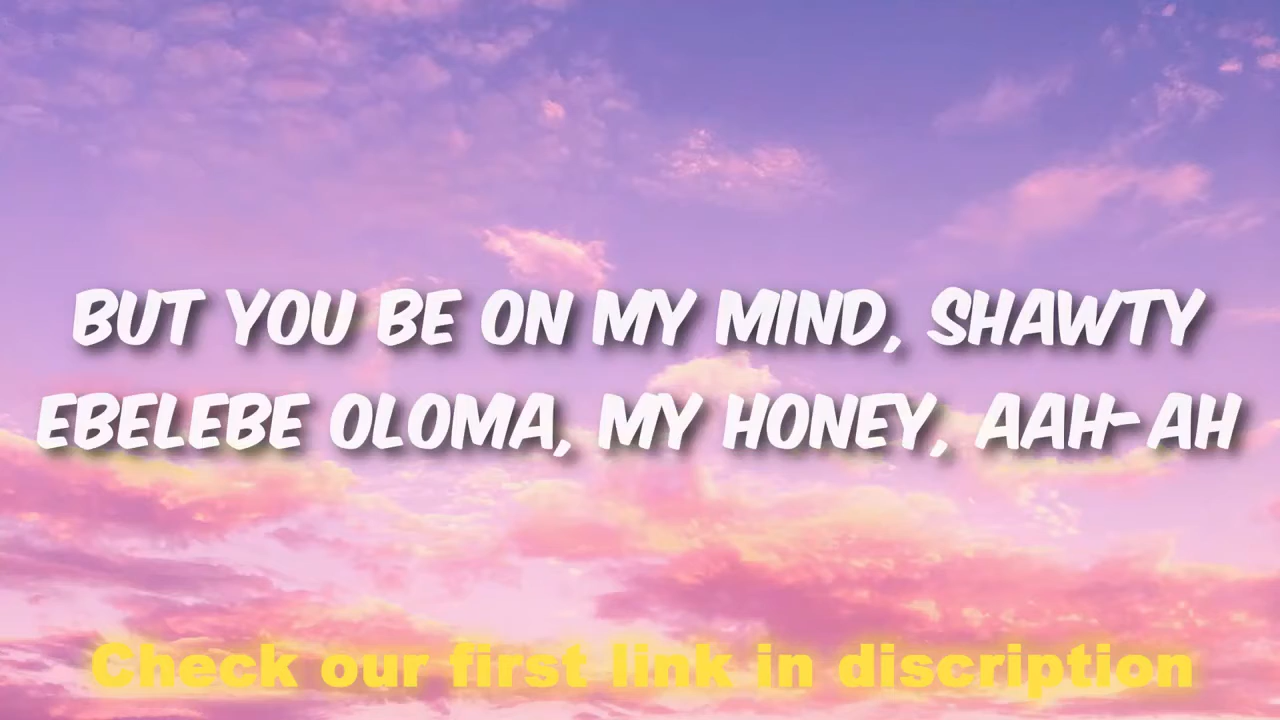 BUT YOU BE ON MY MIND, SHAWTY
EBELEBE OLOMA, MY HONEY, AAH-AH
Check our first link in discription